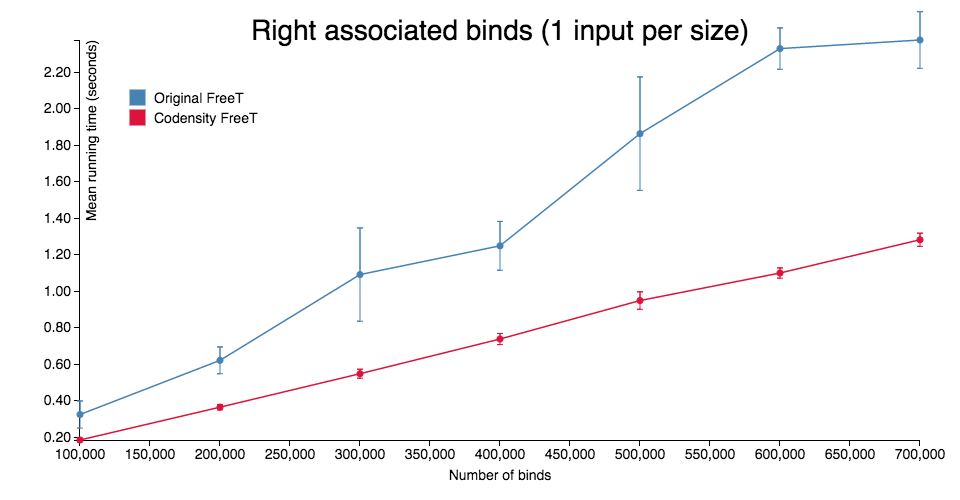 Right associated binds (1 input per size)
Mean running time (seconds)
2.20
2.00
1.80
1.60
1.40
1.20
1.00
0.80
0.60
0.40
0.20
Original FreeT
Codensity FreeT
100,000 150,000 200,000 250,000 300,000 350,000 400,000 450,000 500,000 550,000 600,000 650,000 700,000
Number of binds